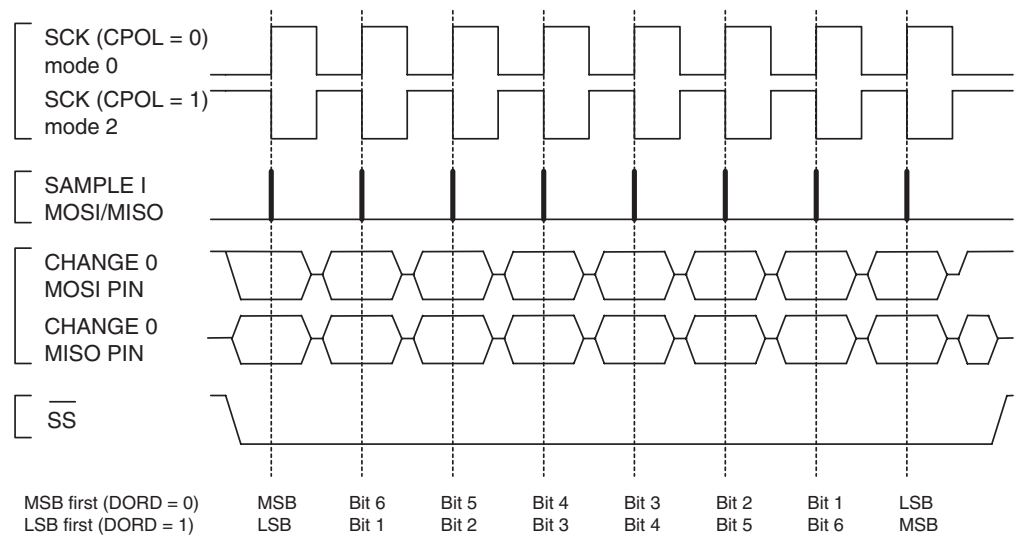 SCK (CPOL = 0)
mode 0
SCK (CPOL = 1)
mode 2
SAMPLE I
MOSI/MISO
CHANGE 0
MOSI PIN
CHANGE 0
MISO PIN
SS
MSB first (DORD = 0) MSB Bit 6 Bit 5 Bit 4 Bit 3 Bit 2 Bit 1 LSB
LSB first (DORD = 1) LSB Bit 1 Bit 2 Bit 3 Bit 4 Bit 5 Bit 6 MSB